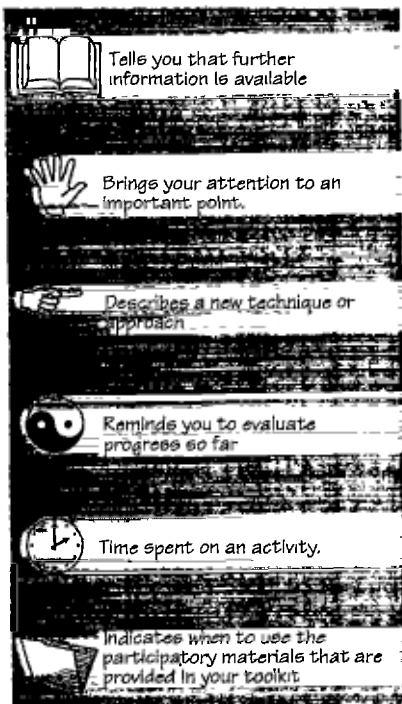 Tells you that further
information is available
Brings your attention to an
important point.
Describes a new technique or
approach
Reminds you to evaluate
progress so far
Time spent on an activity.
Indicates when to use the
participatory materials that are
provided in your toolkit